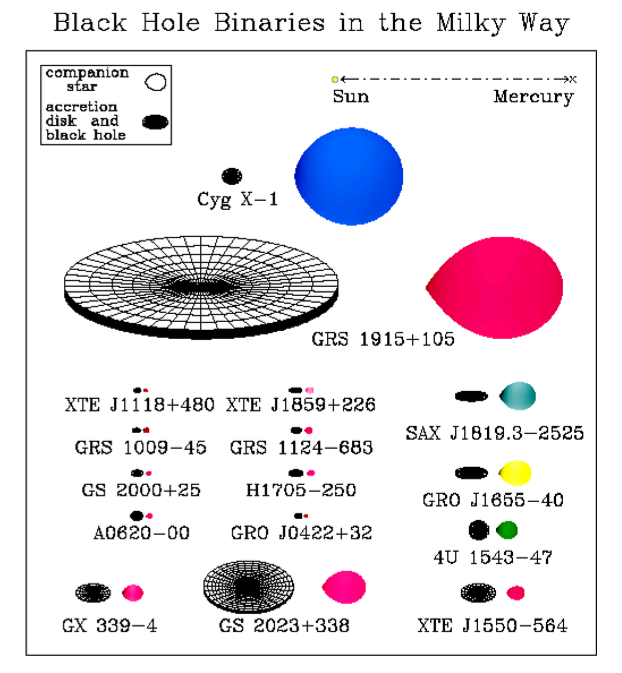 Black Hole Binaries in the Milky Way
companion
star
accretion
disk and
black hole
Sun Mercury
Cyg X-1
GRS 1915+105
XTE J1118+480 XTE J1859+226
SAX J1819.3-2525
GRS 1009-45 GRS 1124-683
GS 2000+25 H1705-250
GRO J1655-40
A0620-00 GRO J0422+32
4U 1543-47
GX 339-4 GS 2023+338 XTE J1550-564